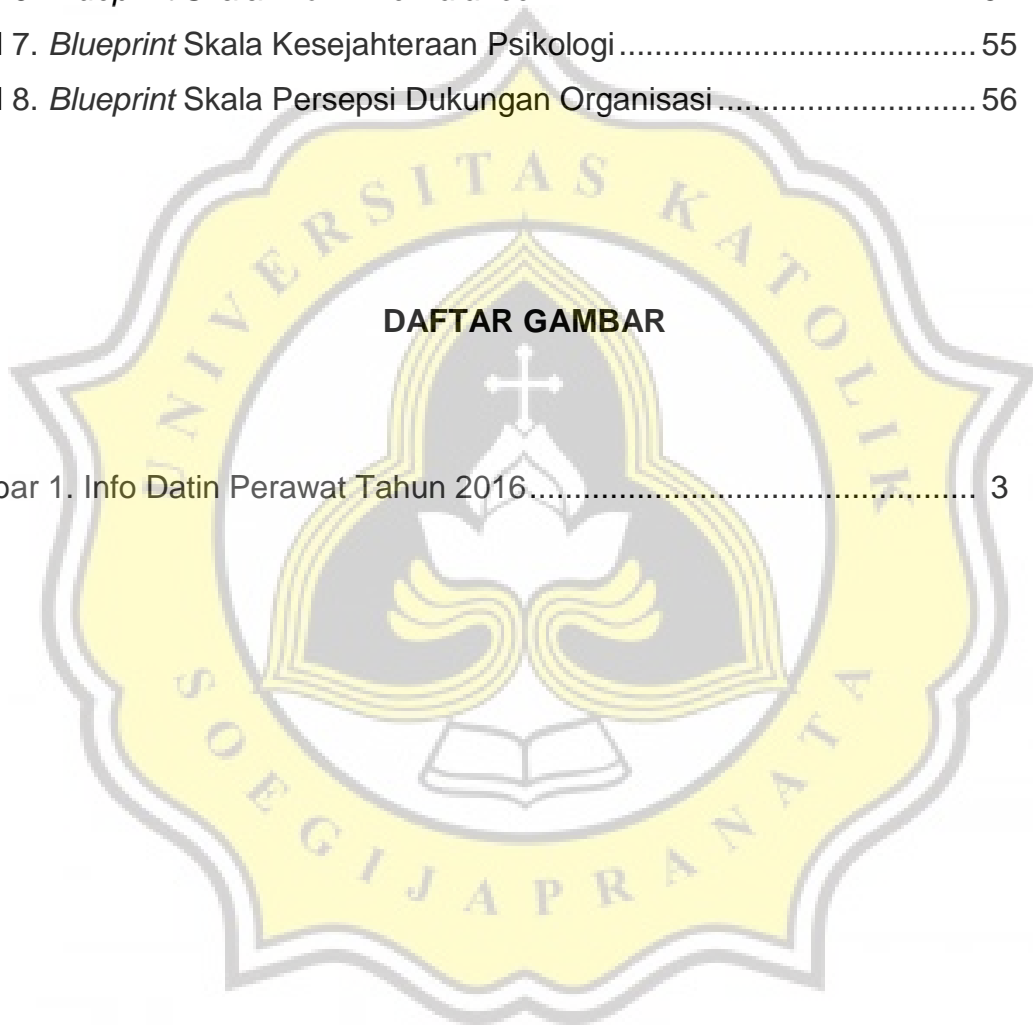 l 7. Blueprint Skala Kesejahteraan Psikologi.......................................... 55
l 8. Blueprint Skala Persepsi Dukungan Organisasi.............................. 56
UNIVERSITAS KATOLIK
DAFTAR GAMBAR
bar 1. Info Datin Perawat Tahun 2016.................................................... 3
SOEGIJAPRANATA